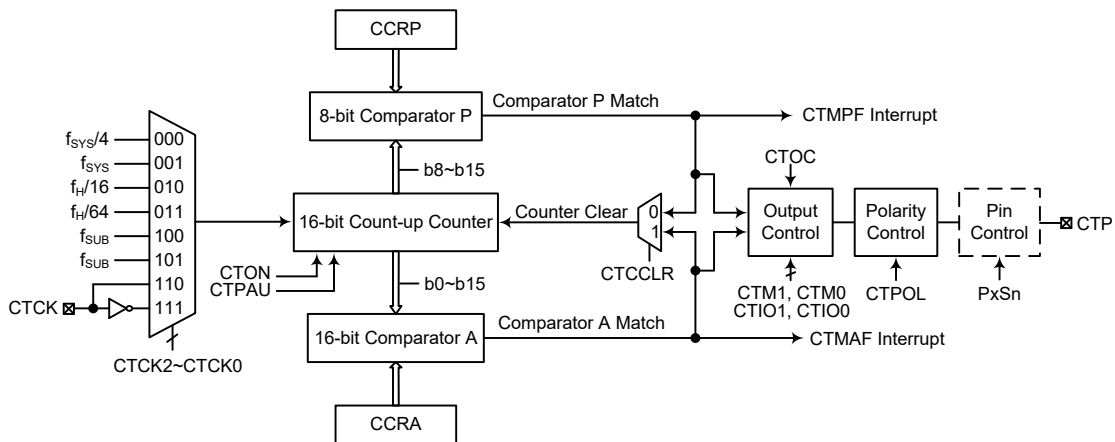 CCRP
8-bit Comparator P
Comparator P Match
CTMPF Interrupt
fSYS/4
000
fSYS
001
fH/16
010
fH/64
011
fSUB
100
fSUB
101
110
111
CTCK
CTCK2~CTCK0
b8~b15
16-bit Count-up Counter
CTON
CTPAU
b0~b15
Counter Clear
0
1
CTCCLR
CTOC
Output
Control
CTM1, CTM0
CTIO1, CTIO0
Polarity
Control
CTPOL
Pin
Control
PxSn
CTP
16-bit Comparator A
Comparator A Match
CTMAF Interrupt
CCRA